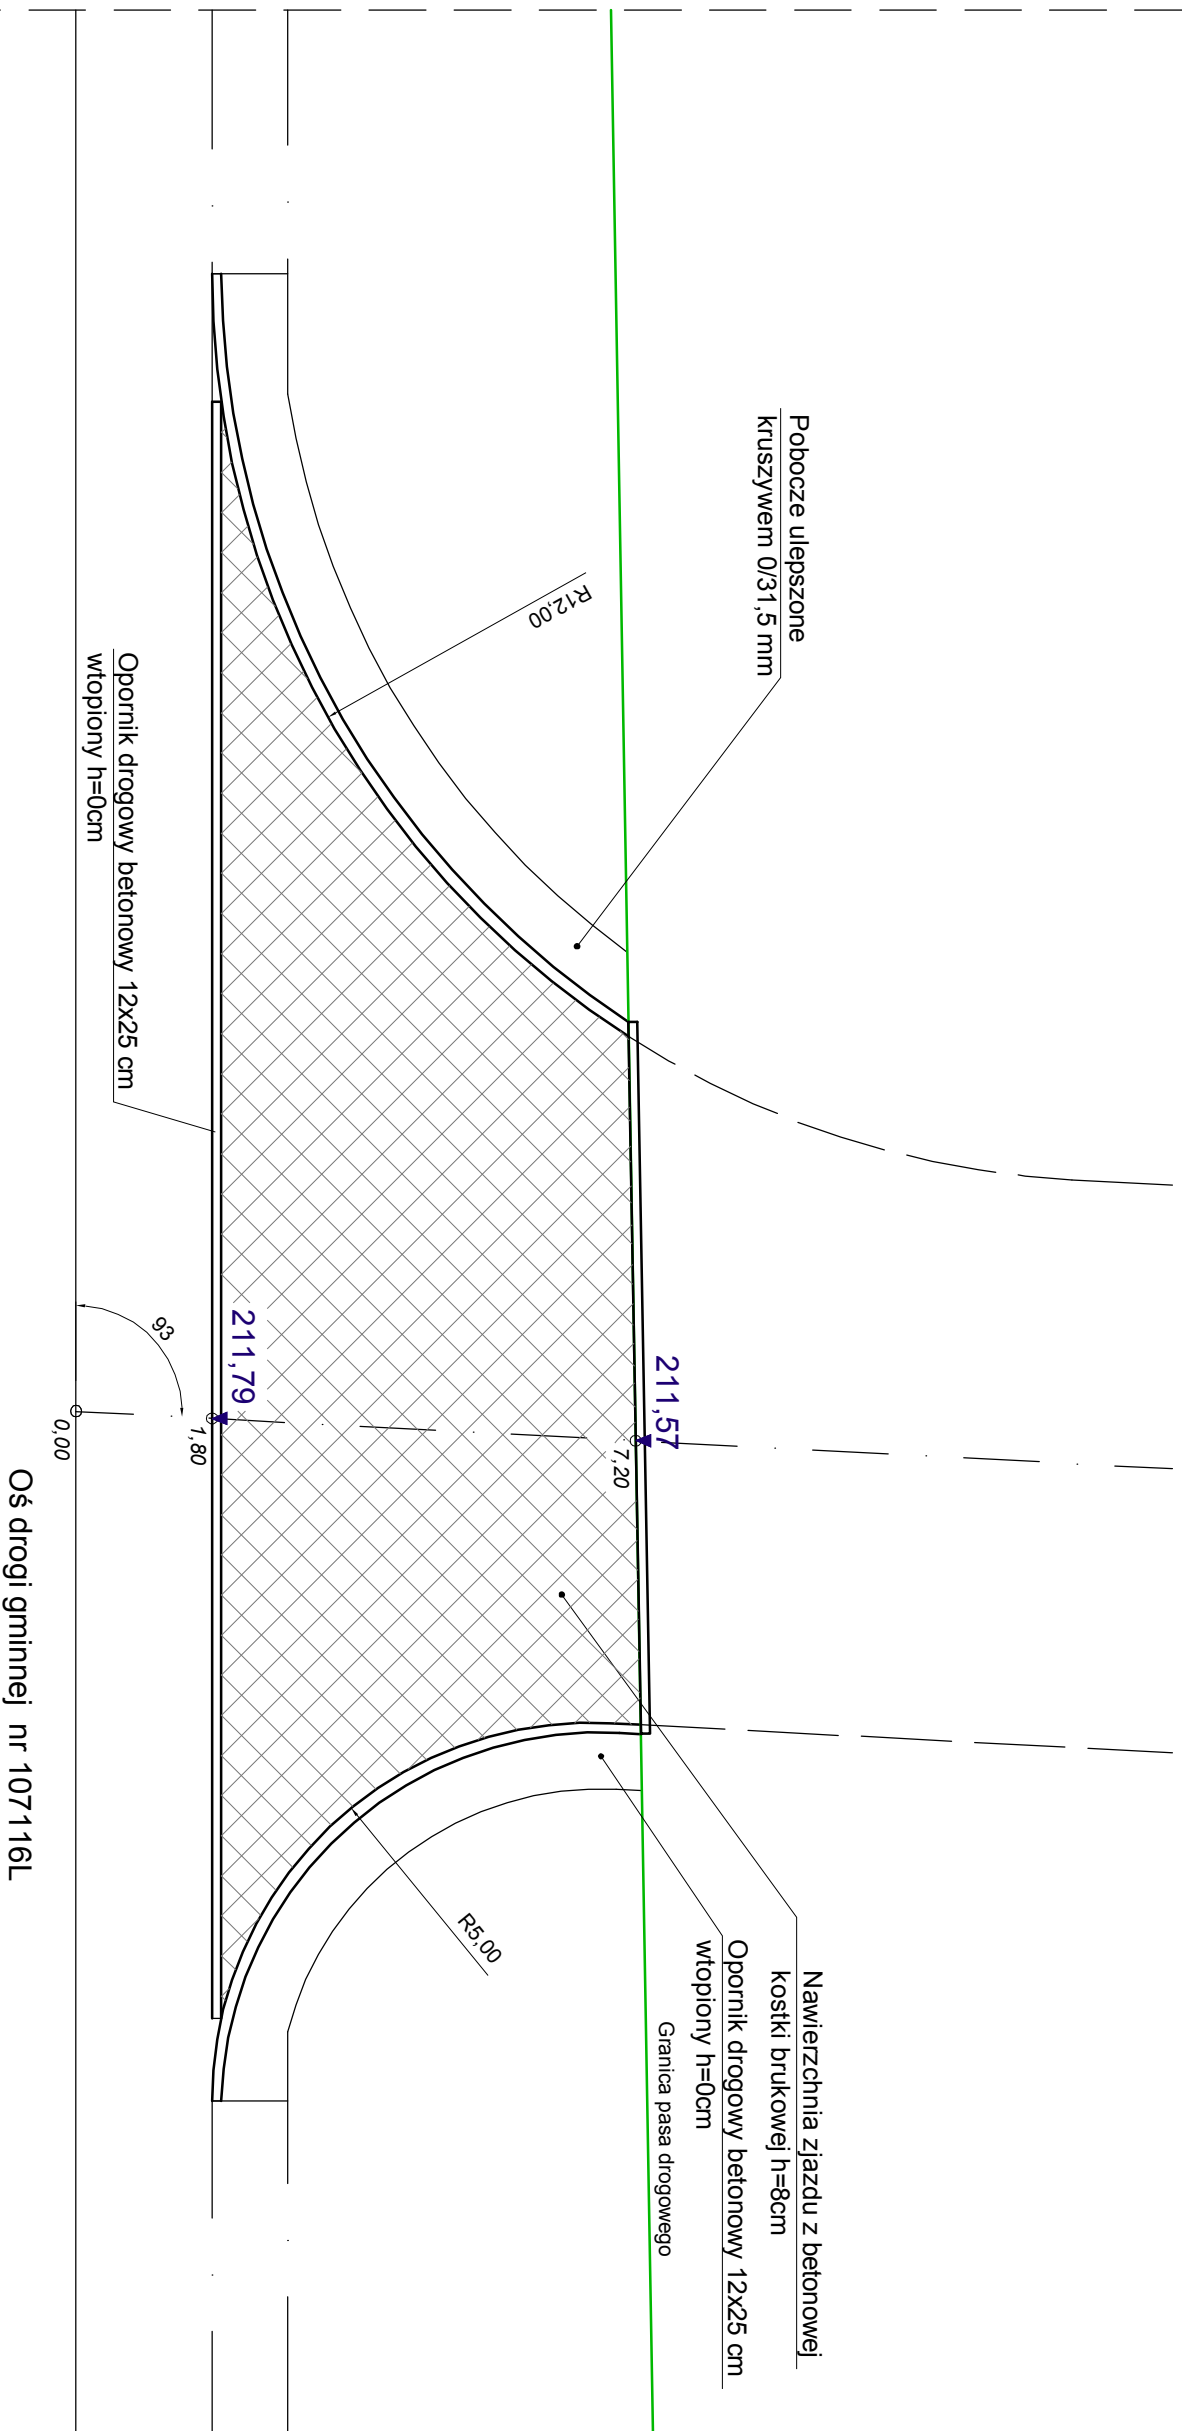 Pobocze ulepszone
kruszywem 0/31,5 mm
R12,00
Opornik drogowy betonowy 12x25 cm
wtopiony h=0cm
93
211,79
211,57
0,00
1,80
7,20
Oś drogi gminnej nr 107116L
R5,00
Nawierzchnia zjazdu z betonowej
kostki brukowej h=8cm
Opornik drogowy betonowy 12x25 cm
wtopiony h=0cm
Granica pasa drogowego